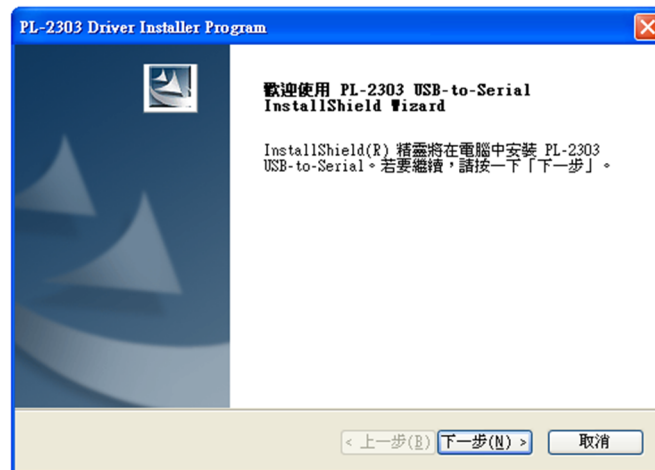 PL-2303 Driver Installer Program
歡迎使用 PL-2303 USB-to-Serial
InstallShield Wizard
InstallShield(R) 精靈將在電腦中安裝 PL-2303
USB-to-Serial。若要繼續，請按一下「下一步」。
< 上一步(B) 下一步(N) > 取消